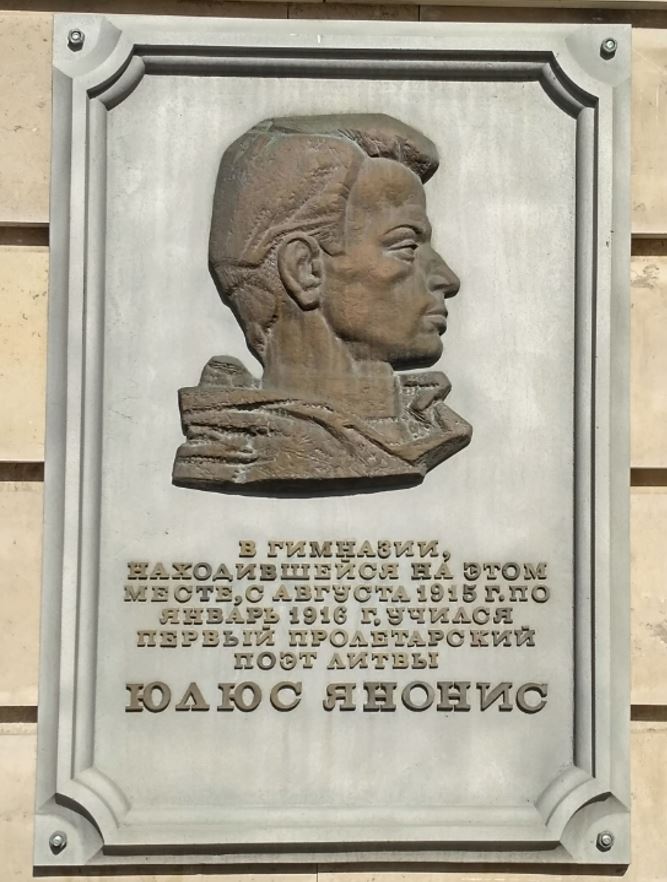 В ГИМНАЗИИ,
НАХОДИВШЕЙСЯ НА ЭТОМ
МЕСТЕ, С АВГУСТА 1915 Г. ПО
ЯНВАРЬ 1916 Г. УЧИЛСЯ
ПЕРВЫЙ ПРОЛЕТАРСКИЙ
ПОЭТ ЛИТВЫ
ЮЛЮС ЯНОНИС